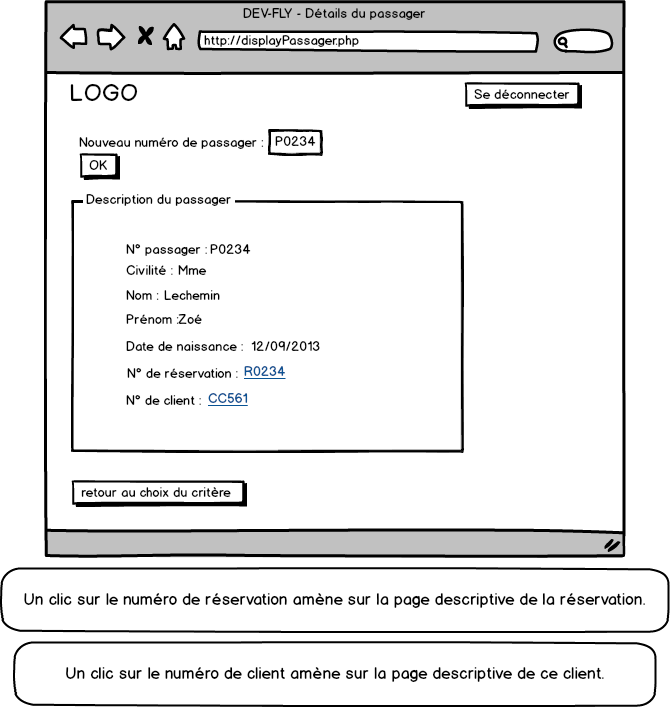 DEV-FLY - Détails du passager
http://displayPassager.php
LOGO
Se déconnecter
Nouveau numéro de passager : P0234
OK
Description du passager
N° passager :P0234
Civilité : Mme
Nom : Lechemin
Prénom :Zoé
Date de naissance : 12/09/2013
N° de réservation : R0234
N° de client : CC561
retour au choix du critère
Un clic sur le numéro de réservation amène sur la page descriptive de la réservation.
Un clic sur le numéro de client amène sur la page descriptive de ce client.